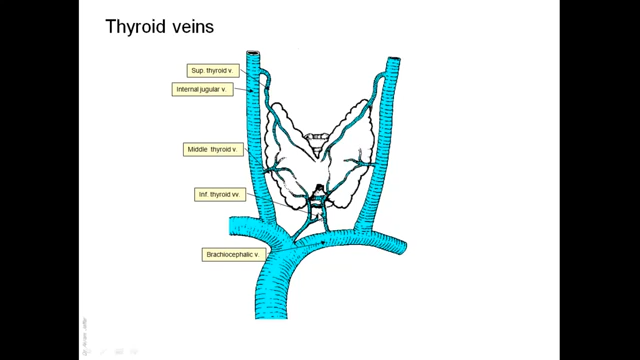 Thyroid veins
Sup. thyroid v.
Internal jugular v.
Middle thyroid v.
Inf. thyroid vv.
Brachiocephalic v.